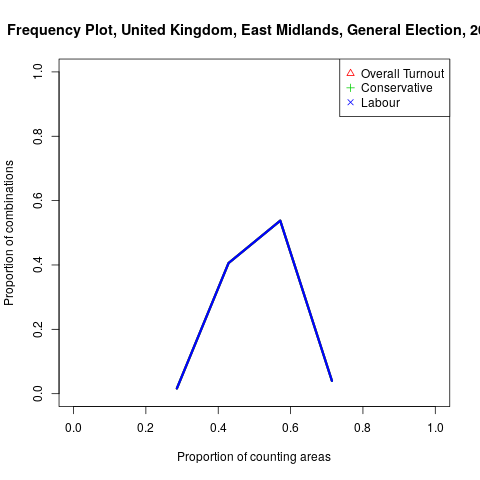 Frequency Plot, United Kingdom, East Midlands, General Election, 20
Overall Turnout
Conservative
Labour
1.0
0.8
0.6
0.4
0.2
0.0
Proportion of combinations
0.0 0.2 0.4 0.6 0.8 1.0
Proportion of counting areas